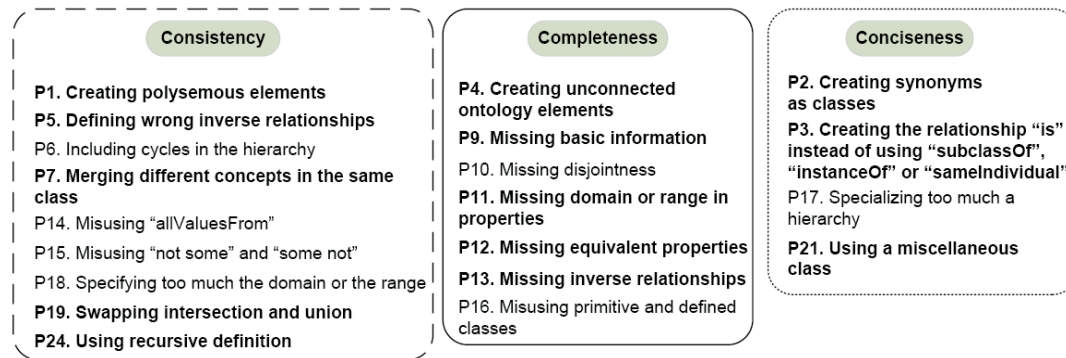 Consistency
P1. Creating polysemous elements
P5. Defining wrong inverse relationships
P6. Including cycles in the hierarchy
P7. Merging different concepts in the same
class
P14. Misusing “allValuesFrom”
P15. Misusing “not some” and “some not”
P18. Specifying too much the domain or the range
P19. Swapping intersection and union
P24. Using recursive definition
Completeness
P4. Creating unconnected
ontology elements
P9. Missing basic information
P10. Missing disjointness
P11. Missing domain or range in
properties
P12. Missing equivalent properties
P13. Missing inverse relationships
P16. Misusing primitive and defined
classes
Conciseness
P2. Creating synonyms
as classes
P3. Creating the relationship “is”
instead of using “subclassOf”,
“instanceOf” or “sameIndividual”
P17. Specializing too much a
hierarchy
P21. Using a miscellaneous
class